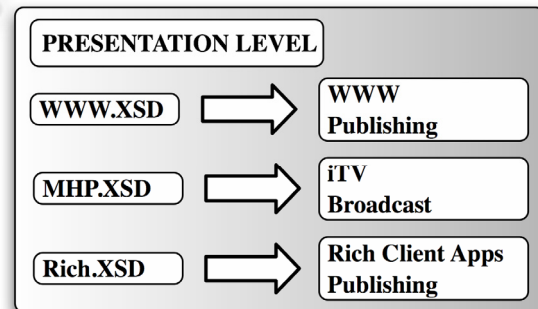 PRESENTATION LEVEL
WWW.XSD
WWW
Publishing
MHP.XSD
iTV
Broadcast
Rich.XSD
Rich Client Apps
Publishing